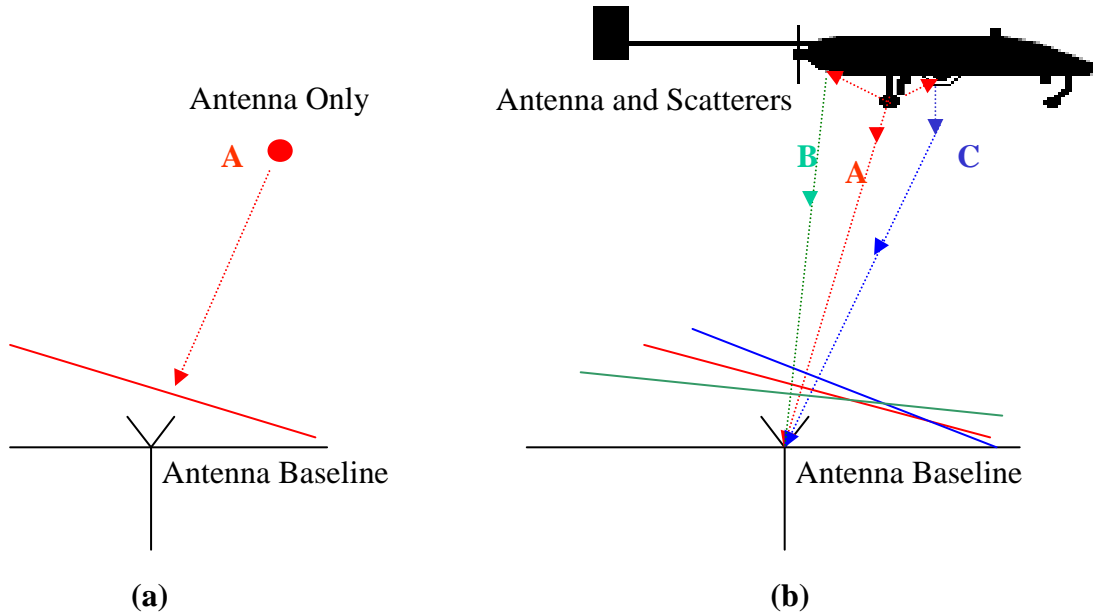 Antenna Only
A
Antenna Baseline
(a)
Antenna and Scatterers
B
A
C
Antenna Baseline
(b)